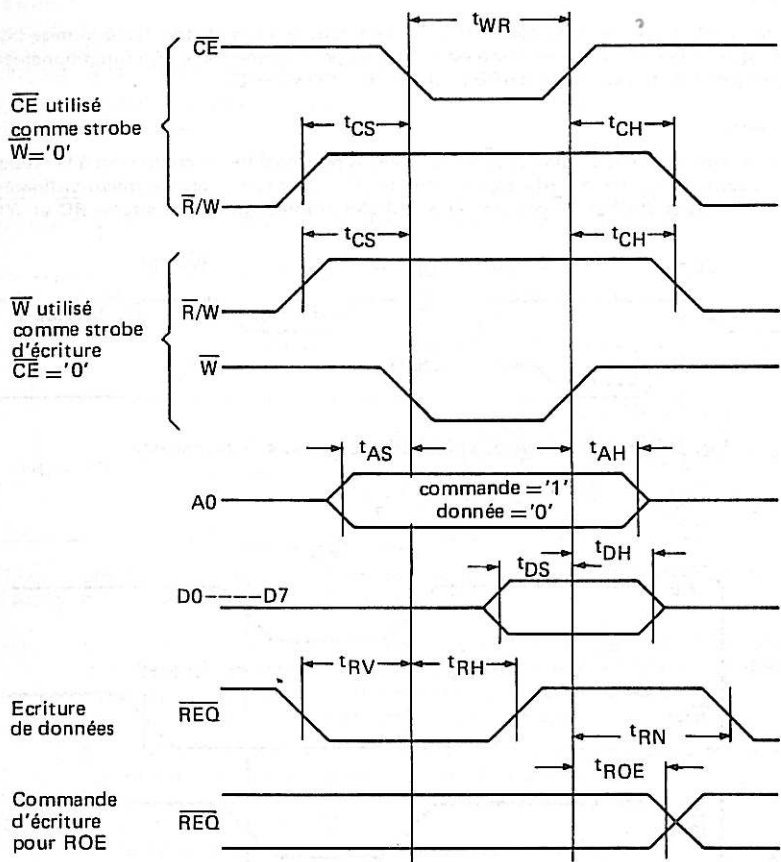 tWR
CE
CE utilisé
comme strobe
W='0'
tCS
tCH
R/W
tCS
tCH
W utilisé
comme strobe
d'écriture
CE='0'
R/W
W
tAS
tAH
A0
commande='1'
donnée='0'
tDH
tDS
D0----D7
tRV
tRH
Ecriture
de données
REQ
tRN
tROE
Commande
d'écriture
pour ROE
REQ